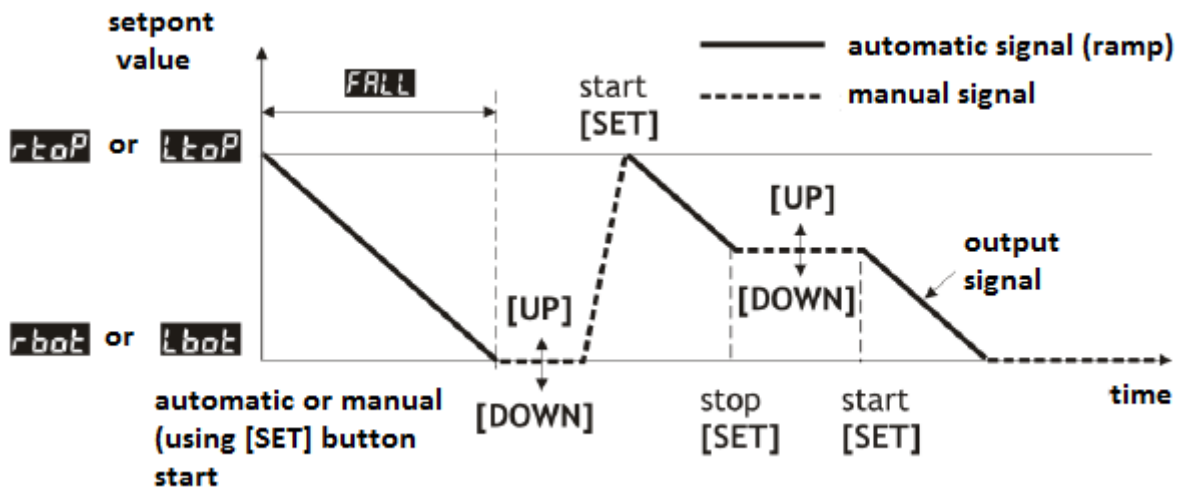 setpont
value
automatic signal (ramp)
manual signal
FALL
start
[SET]
rtoP or LtoP
[UP]
[DOWN]
output
signal
[UP]
[DOWN]
rbot or Lbot
time
automatic or manual
(using [SET] button
start
stop
[SET]
start
[SET]